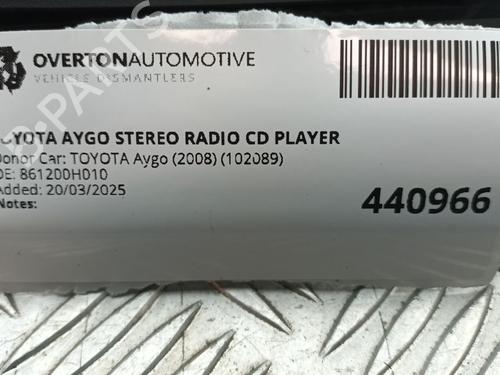 OVERTONAUTOMOTIVE
VEHICLE DISMANTLERS
TOYOTA AYGO STEREO RADIO CD PLAYER
Donor Car: TOYOTA Aygo (2008) (102089)
OE: 861200H010
Added: 20/03/2025
Notes:
440966